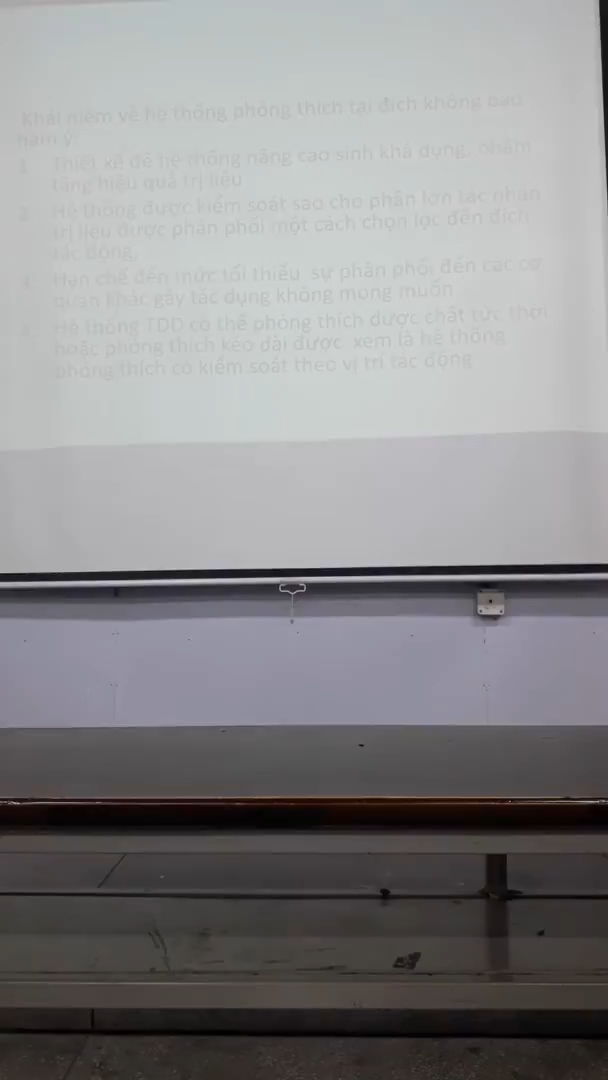 Khái niệm về hệ thống phóng thích tại đích không bao
hàm ý:
1. Thiết kế để hệ thống nâng cao sinh khả dụng, nhằm
tăng hiệu quả trị liệu
2. Hệ thống được kiểm soát sao cho phần lớn tác nhân
trị liệu được phân phối một cách chọn lọc đến đích
tác động,
3. Hạn chế đến mức tối thiểu sự phân phối đến các cơ
quan khác gây tác dụng không mong muốn
4. Hệ thống TDD có thể phóng thích dược chất tức thời
hoặc phóng thích kéo dài được xem là hệ thống
phóng thích có kiểm soát theo vị trí tác động